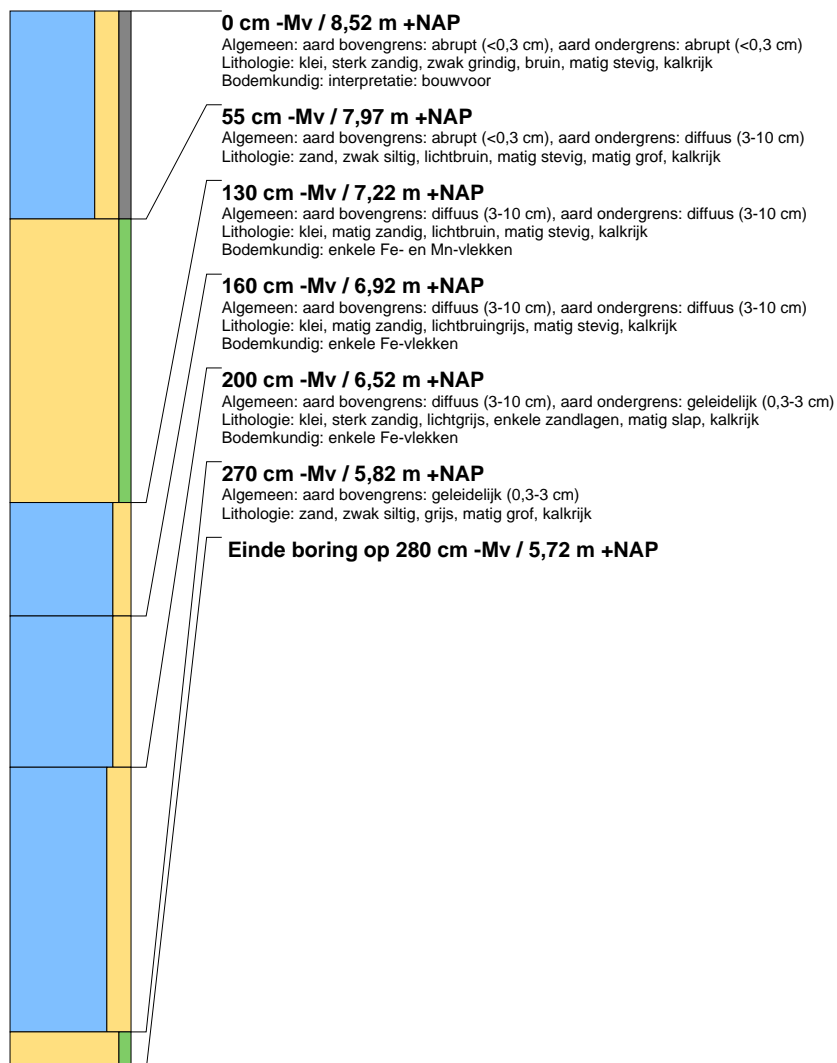 0 cm -Mv / 8,52 m +NAP
Algemeen: aard bovengrens: abrupt (<0,3 cm), aard ondergrens: abrupt (<0,3 cm)
Lithologie: klei, sterk zandig, zwak grindig, bruin, matig stevig, kalkrijk
Bodemkundig: interpretatie: bouwvoor
55 cm -Mv / 7,97 m +NAP
Algemeen: aard bovengrens: abrupt (<0,3 cm), aard ondergrens: diffuus (3-10 cm)
Lithologie: zand, zwak siltig, lichtbruin, matig stevig, matig grof, kalkrijk
130 cm -Mv / 7,22 m +NAP
Algemeen: aard bovengrens: diffuus (3-10 cm), aard ondergrens: diffuus (3-10 cm)
Lithologie: klei, matig zandig, lichtbruin, matig stevig, kalkrijk
Bodemkundig: enkele Fe- en Mn-vlekken
160 cm -Mv / 6,92 m +NAP
Algemeen: aard bovengrens: diffuus (3-10 cm), aard ondergrens: diffuus (3-10 cm)
Lithologie: klei, matig zandig, lichtbruingrijs, matig stevig, kalkrijk
Bodemkundig: enkele Fe-vlekken
200 cm -Mv / 6,52 m +NAP
Algemeen: aard bovengrens: diffuus (3-10 cm), aard ondergrens: geleidelijk (0,3-3 cm)
Lithologie: klei, sterk zandig, lichtgrijs, enkele zandlagen, matig slap, kalkrijk
Bodemkundig: enkele Fe-vlekken
270 cm -Mv / 5,82 m +NAP
Algemeen: aard bovengrens: geleidelijk (0,3-3 cm)
Lithologie: zand, zwak siltig, grijs, matig grof, kalkrijk
Einde boring op 280 cm -Mv / 5,72 m +NAP